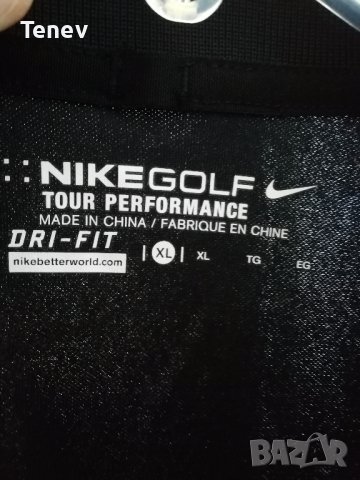 Tenev
NIKEGOLF
TOUR PERFORMANCE
MADE IN CHINA / FABRIQUE EN CHINE
DRI-FIT
XL XL TG EG
nikebetterworld.com
BAZAR